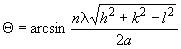 Θ = arcsin nλ√(h² + k² − l²) / 2a